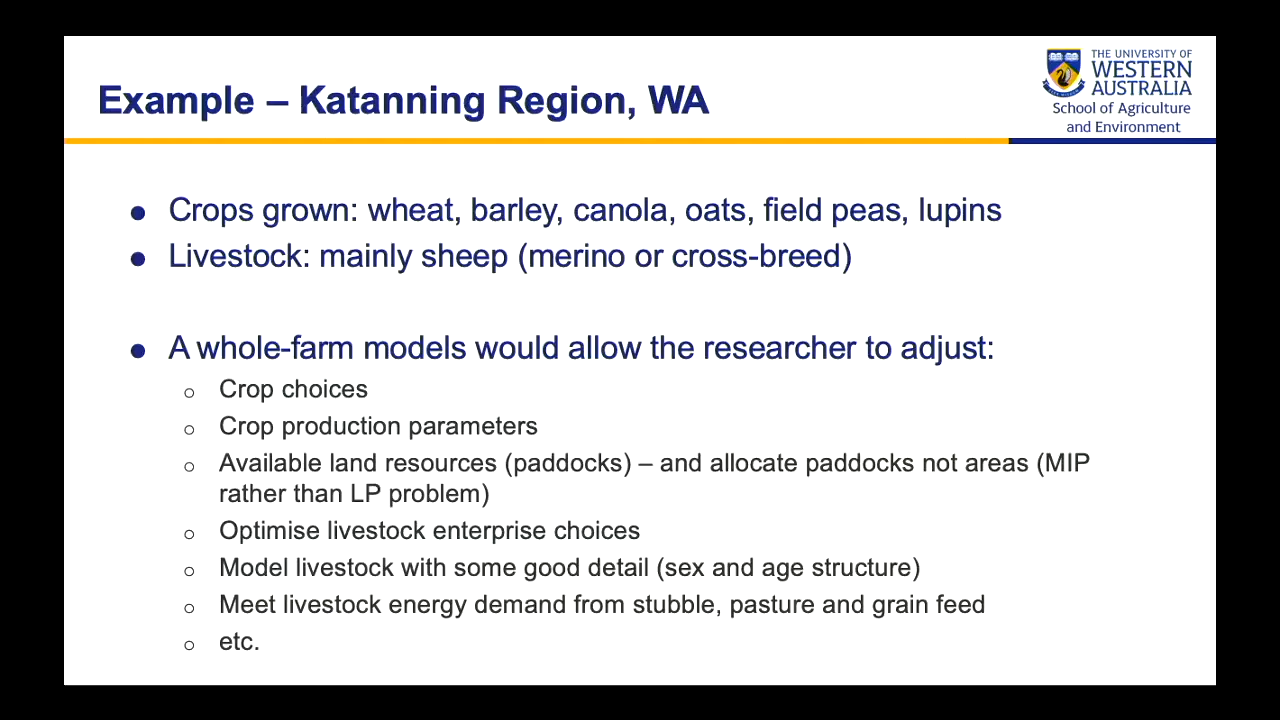 THE UNIVERSITY OF
WESTERN
AUSTRALIA
School of Agriculture
and Environment
Example – Katanning Region, WA
● Crops grown: wheat, barley, canola, oats, field peas, lupins
● Livestock: mainly sheep (merino or cross-breed)
● A whole-farm models would allow the researcher to adjust:
○ Crop choices
○ Crop production parameters
○ Available land resources (paddocks) – and allocate paddocks not areas (MIP
rather than LP problem)
○ Optimise livestock enterprise choices
○ Model livestock with some good detail (sex and age structure)
○ Meet livestock energy demand from stubble, pasture and grain feed
○ etc.